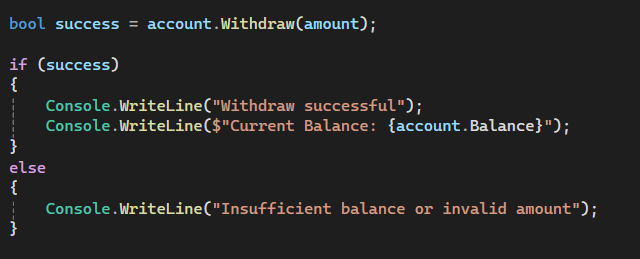 bool success = account.Withdraw(amount);
if (success)
{
Console.WriteLine("Withdraw successful");
Console.WriteLine($"Current Balance: {account.Balance}");
}
else
{
Console.WriteLine("Insufficient balance or invalid amount");
}